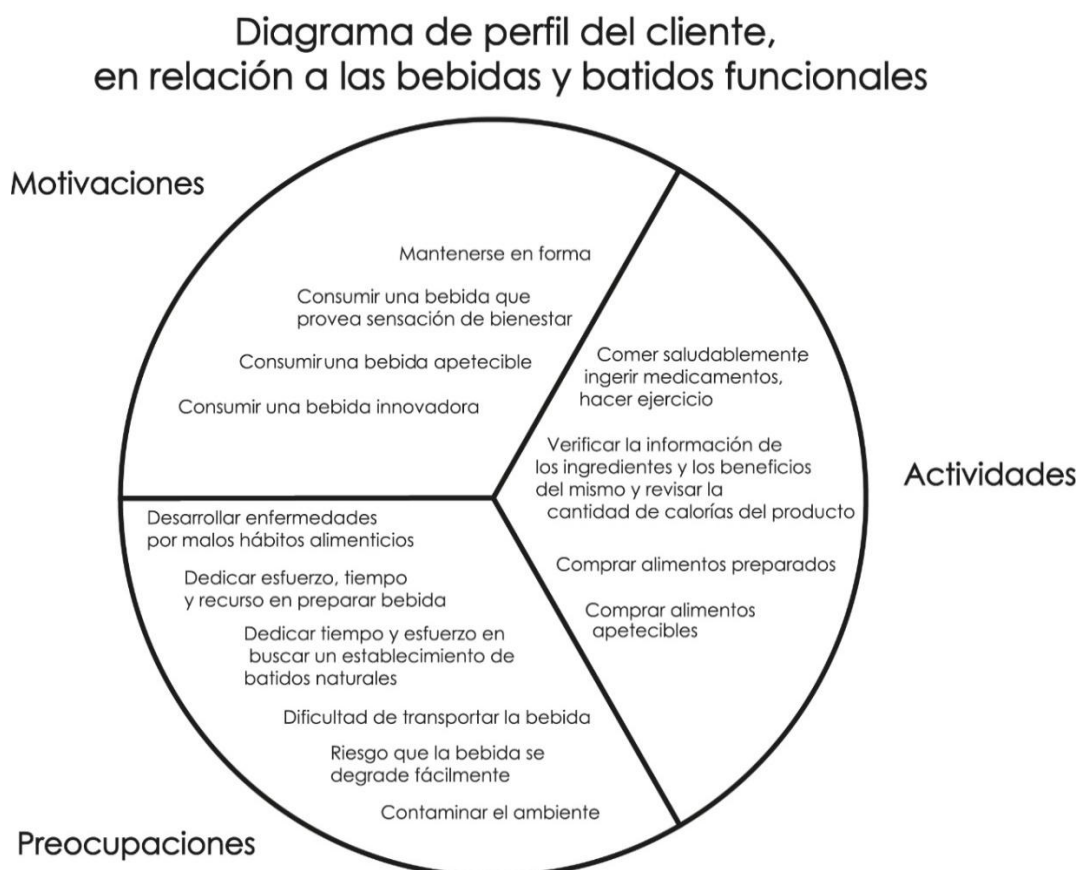 Diagrama de perfil del cliente,
en relación a las bebidas y batidos funcionales
Motivaciones
Mantenerse en forma
Consumir una bebida que
provea sensación de bienestar
Consumir una bebida apetecible
Consumir una bebida innovadora
Comer saludablemente
ingerir medicamentos,
hacer ejercicio
Verificar la información de
los ingredientes y los beneficios
del mismo y revisar la
cantidad de calorías del producto
Comprar alimentos preparados
Comprar alimentos
apetecibles
Actividades
Desarrollar enfermedades
por malos hábitos alimenticios
Dedicar esfuerzo, tiempo
y recurso en preparar bebida
Dedicar tiempo y esfuerzo en
buscar un establecimiento de
batidos naturales
Dificultad de transportar la bebida
Riesgo que la bebida se
degrade fácilmente
Contaminar el ambiente
Preocupaciones